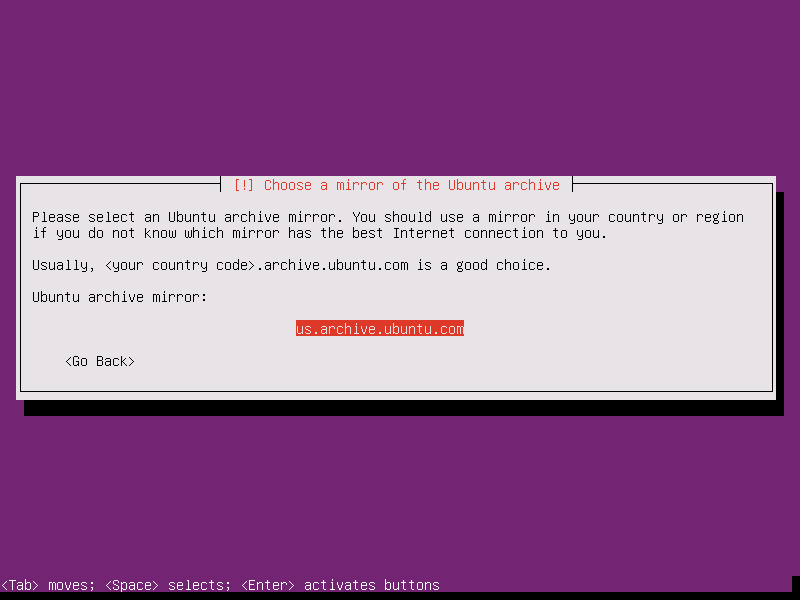 [!] Choose a mirror of the Ubuntu archive
Please select an Ubuntu archive mirror. You should use a mirror in your country or region
if you do not know which mirror has the best Internet connection to you.
Usually, <your country code>.archive.ubuntu.com is a good choice.
Ubuntu archive mirror:
us.archive.ubuntu.com
<Go Back>
<Tab> moves; <Space> selects; <Enter> activates buttons